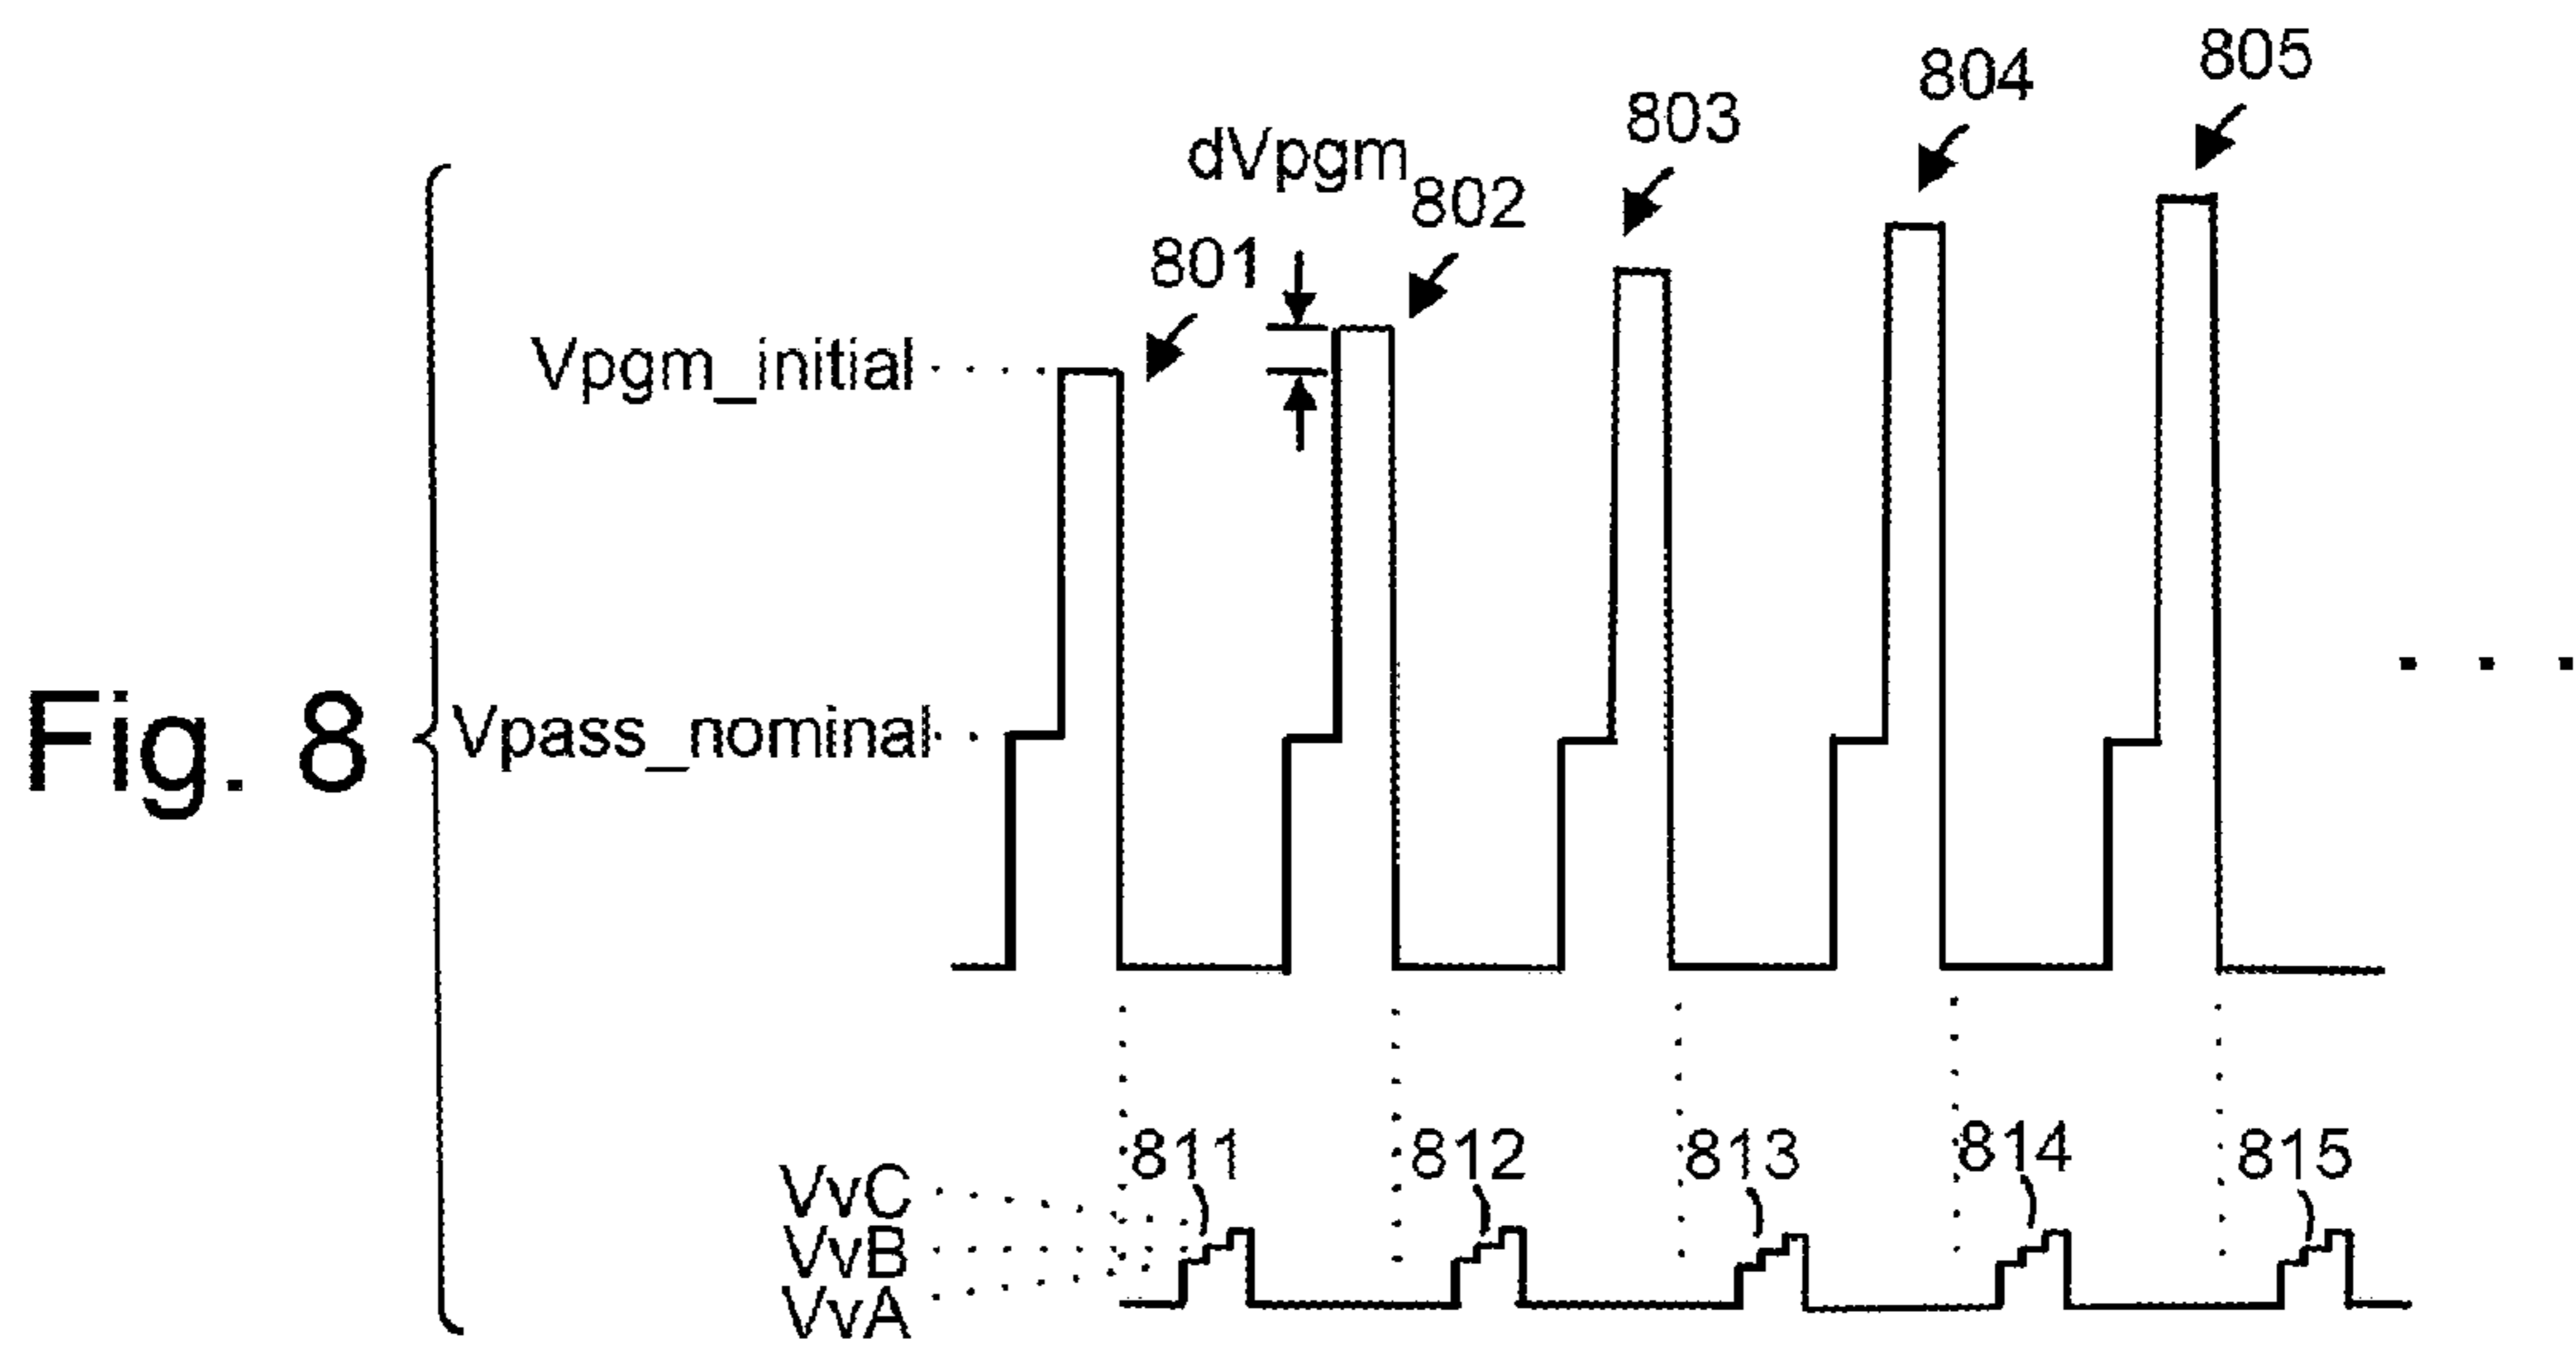 805
804
803
dVpgm
802
801
Vpgm_initial
Fig. 8
Vpass_nominal
. . .
811
812
813
814
815
VvC
VvB
VvA